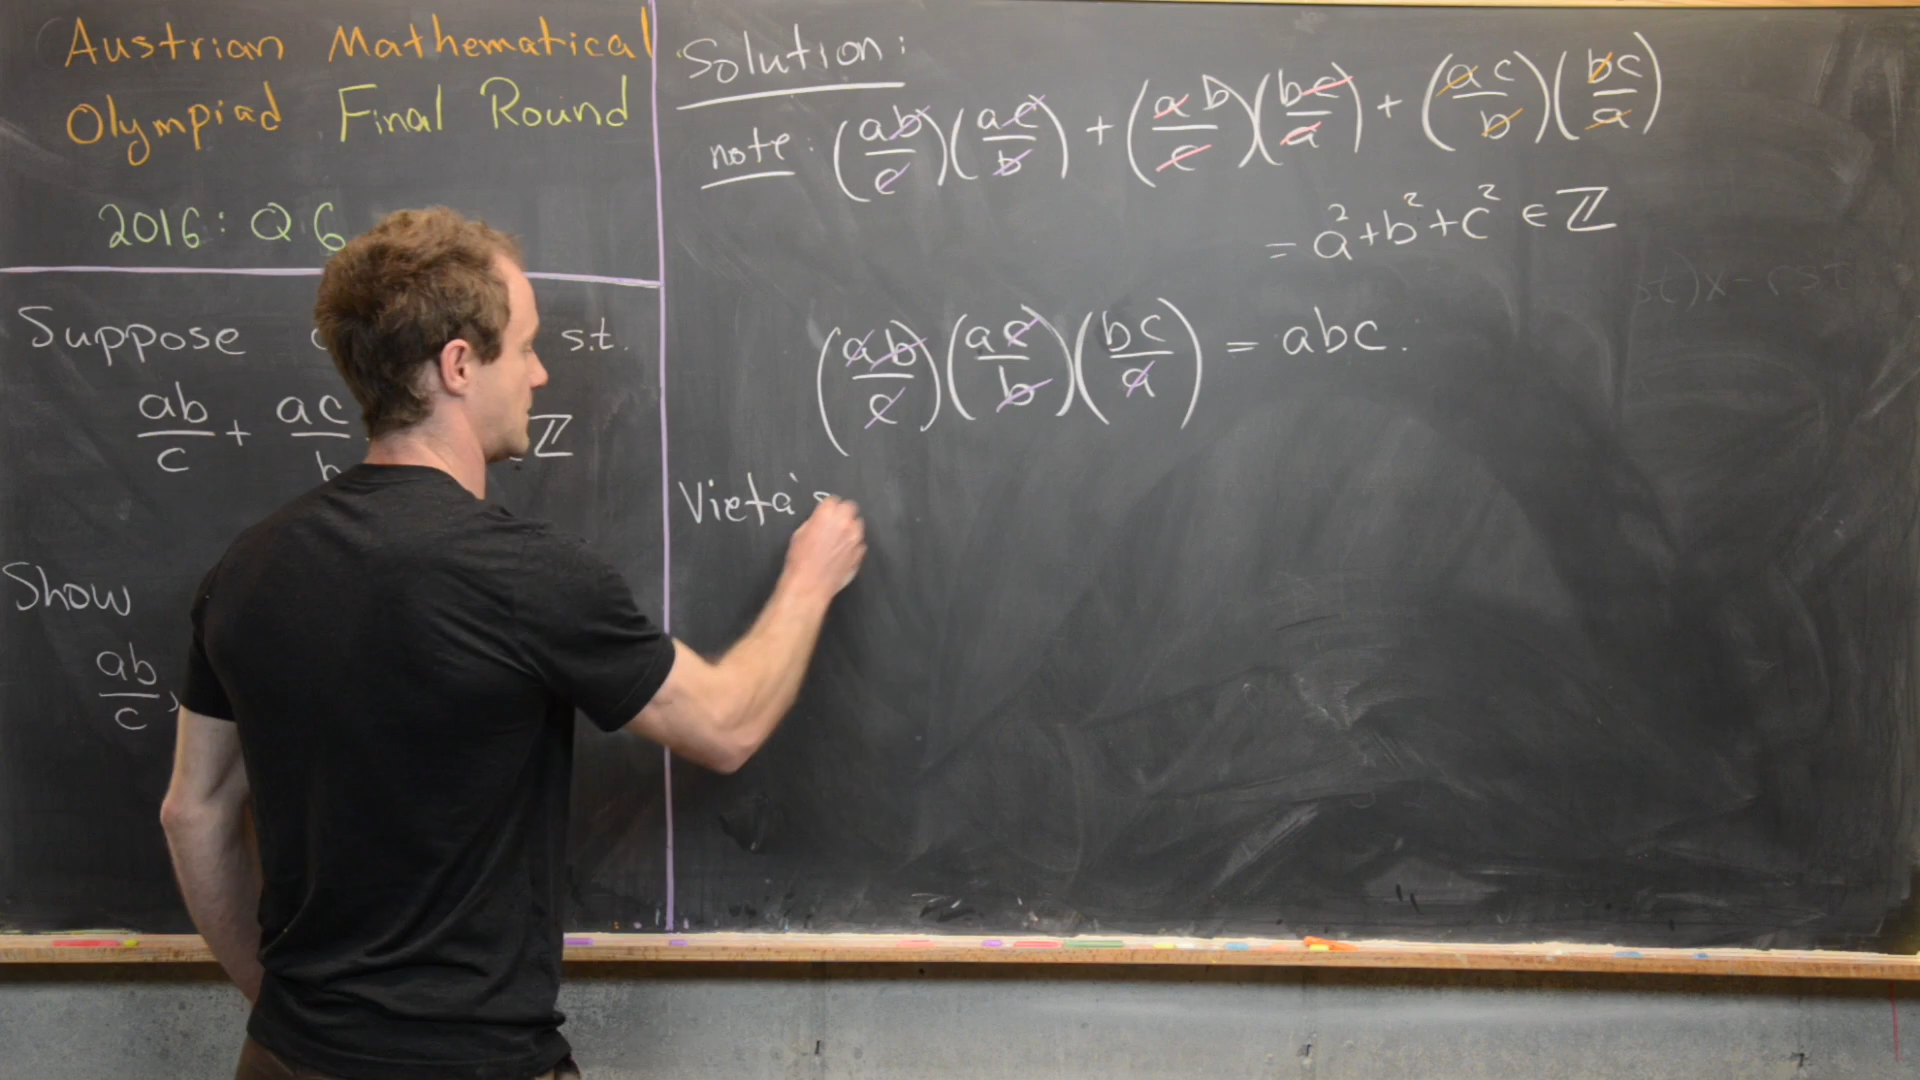 Austrian Mathematical
Olympiad Final Round
2016: Q6
Suppose s.t.
ab/c + ac/b ℤ
Show
ab/c,
Solution:
note: (ab/c)(ac/b) + (ab/c)(bc/a) + (ac/b)(bc/a)
= a² + b² + c² ∈ ℤ
(ab/c)(ac/b)(bc/a) = abc.
Vieta's